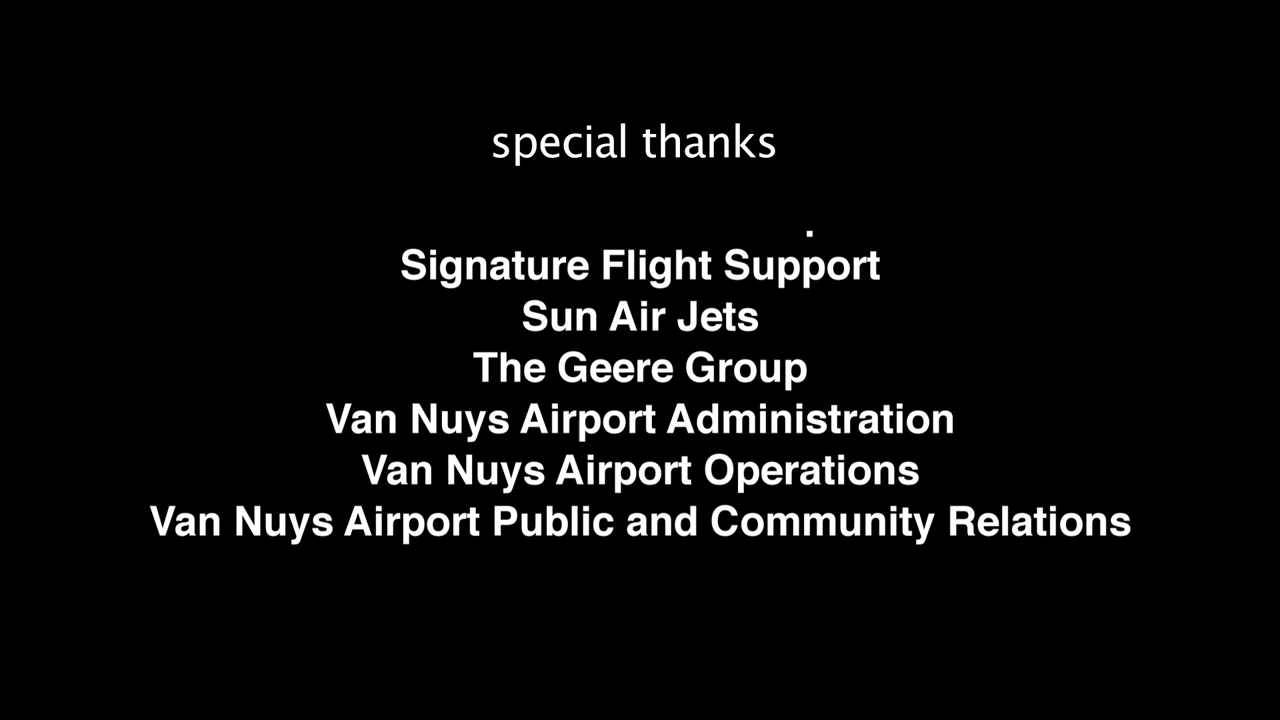 special thanks
.
Signature Flight Support
Sun Air Jets
The Geere Group
Van Nuys Airport Administration
Van Nuys Airport Operations
Van Nuys Airport Public and Community Relations